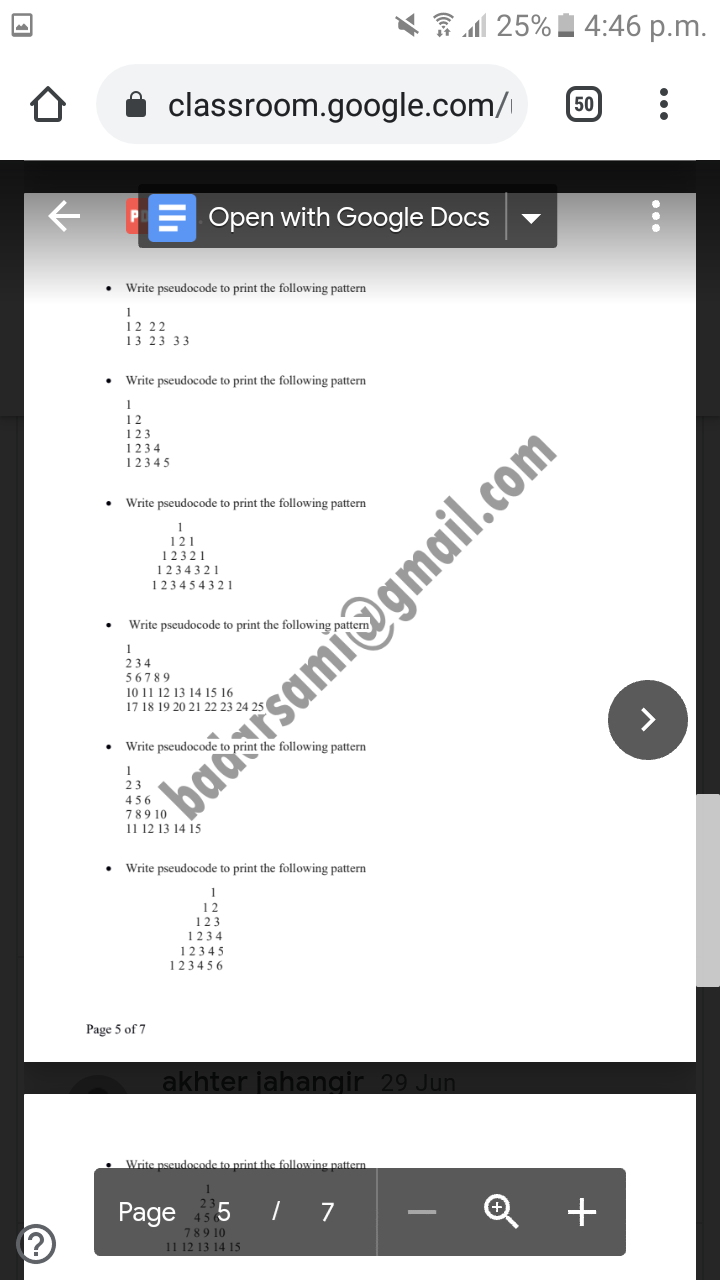 25% 4:46 p.m.
classroom.google.com/
50
Open with Google Docs
• Write pseudocode to print the following pattern
1
1 2 2 2
1 3 2 3 3 3
• Write pseudocode to print the following pattern
1
1 2
1 2 3
1 2 3 4
1 2 3 4 5
• Write pseudocode to print the following pattern
1
1 2 1
1 2 3 2 1
1 2 3 4 3 2 1
1 2 3 4 5 4 3 2 1
• Write pseudocode to print the following pattern
1
2 3 4
5 6 7 8 9
10 11 12 13 14 15 16
17 18 19 20 21 22 23 24 25
• Write pseudocode to print the following pattern
1
2 3
4 5 6
7 8 9 10
11 12 13 14 15
badarsami@gmail.com
• Write pseudocode to print the following pattern
1
1 2
1 2 3
1 2 3 4
1 2 3 4 5
1 2 3 4 5 6
Page 5 of 7
akhter jahangir 29 Jun
• Write pseudocode to print the following pattern
1
2 3
4 5 6
7 8 9 10
11 12 13 14 15
Page 5 / 7
?